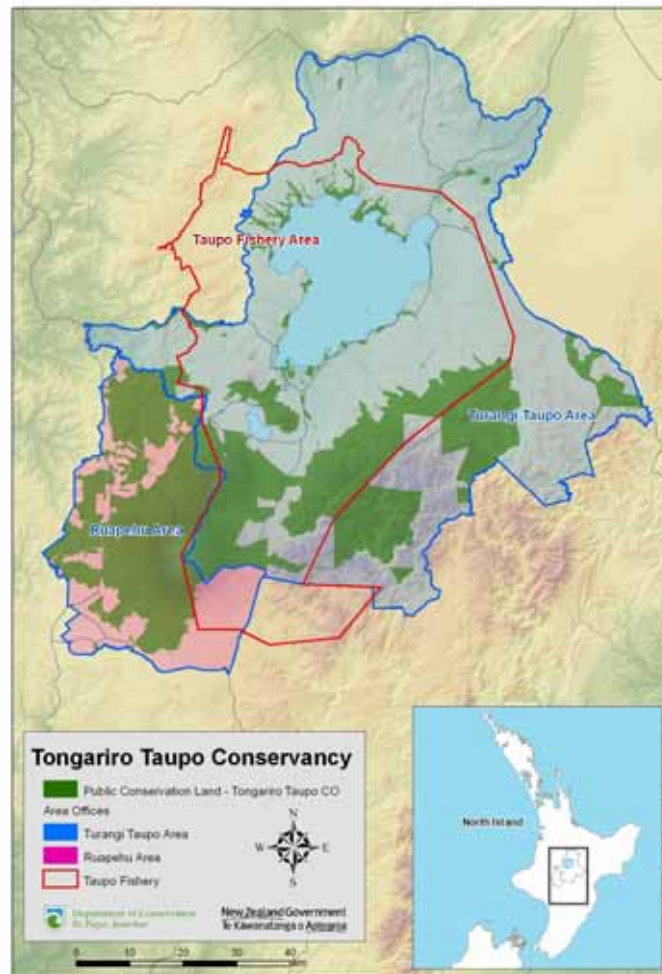 Taupo Fishery Area
Turangi Taupo Area
Ruapehu Area
Tongariro Taupo Conservancy
Public Conservation Land - Tongariro Taupo CO
Area Offices
Turangi Taupo Area
Ruapehu Area
Taupo Fishery
N
W E
S
Department of Conservation
Te Papa Atawhai
New Zealand Government
Te Kāwanatanga o Aotearoa
0 10 20 30 40
North Island